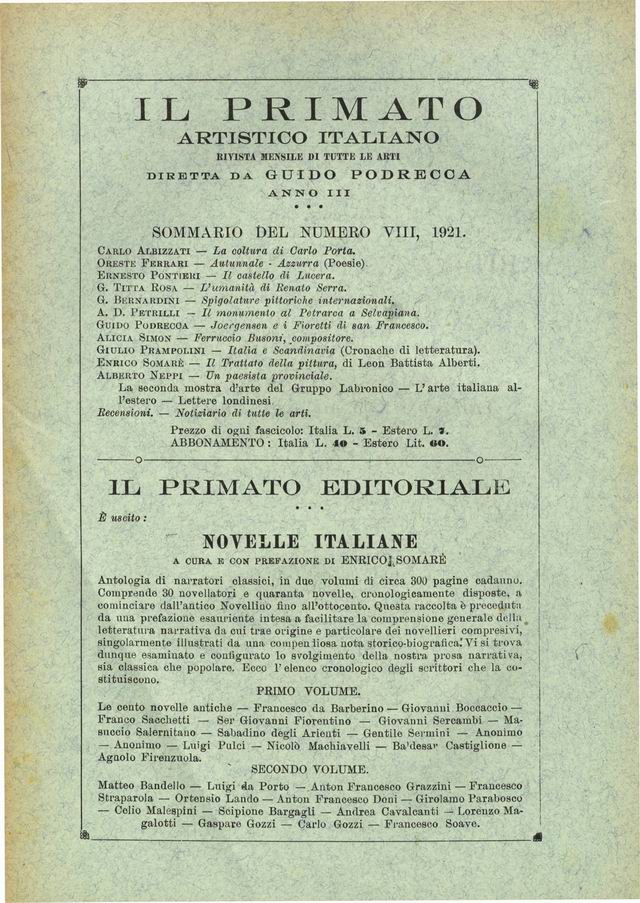 IL PRIMATO
ARTISTICO ITALIANO
RIVISTA MENSILE DI TUTTE LE ARTI
DIRETTA DA GUIDO PODRECCA
ANNO III
• • •
SOMMARIO DEL NUMERO VIII, 1921.
CARLO ALBIZZATI — La coltura di Carlo Porta.
ORESTE FERRARI — Autunnale - Azzurra (Poesie)
ERNESTO PONTIERI — Il castello di Lucera.
G. TITTA ROSA — L'umanità di Renato Serra.
G. BERNARDINI — Spigolature pittoriche internazionali.
A. D. PETRILLI — Il monumento al Petrarca a Selvapiana.
GUIDO PODRECCA — Joergensen e i Fioretti di san Francesco.
ALICIA SIMON — Ferruccio Busoni, compositore.
GIULIO PRAMPOLINI — Italia e Scandinavia (Cronache di letteratura).
ENRICO SOMARÈ — Il Trattato della pittura, di Leon Battista Alberti.
ALBERTO NEPPI — Un paesista provinciale.
La seconda mostra d'arte del Gruppo Labronico — L'arte italiana al-
l'estero — Lettere londinesi
Recensioni. — Notiziario di tutte le arti.
Prezzo di ogni fascicolo: Italia L. 5 - Estero L. 7.
ABBONAMENTO: Italia L. 40 - Estero Lit. 60.
IL PRIMATO EDITORIALE
• • •
È uscito:
NOVELLE ITALIANE
A CURA E CON PREFAZIONE DI ENRICO SOMARÈ
Antologia di narratori classici, in due volumi di circa 300 pagine cadauno.
Comprende 30 novellatori e quaranta novelle, cronologicamente disposte, a
cominciare dall'antico Novellino fino all'ottocento. Questa raccolta è preceduta
da una prefazione esauriente intesa a facilitare la comprensione generale della
letteratura narrativa da cui trae origine e particolare dei novellieri compresivi,
singolarmente illustrati da una compendiosa nota storico-biografica. Vi si trova
dunque esaminato e configurato lo svolgimento della nostra prosa narrativa,
sia classica che popolare. Ecco l'elenco cronologico degli scrittori che la co-
stituiscono.
PRIMO VOLUME.
Le cento novelle antiche — Francesco da Barberino — Giovanni Boccaccio —
Franco Sacchetti — Ser Giovanni Fiorentino — Giovanni Sercambi — Ma-
succio Salernitano — Sabadino degli Arienti — Gentile Sermini — Anonimo
— Anonimo — Luigi Pulci — Nicolò Machiavelli — Ba'desar Castiglione —
Agnolo Firenzuola.
SECONDO VOLUME.
Matteo Bandello — Luigi da Porto — Anton Francesco Grazzini — Francesco
Straparola — Ortensio Lando — Anton Francesco Doni — Girolamo Parabosco
— Celio Malespini — Scipione Bargagli — Andrea Cavalcanti — Lorenzo Ma-
galotti — Gaspare Gozzi — Carlo Gozzi — Francesco Soave.